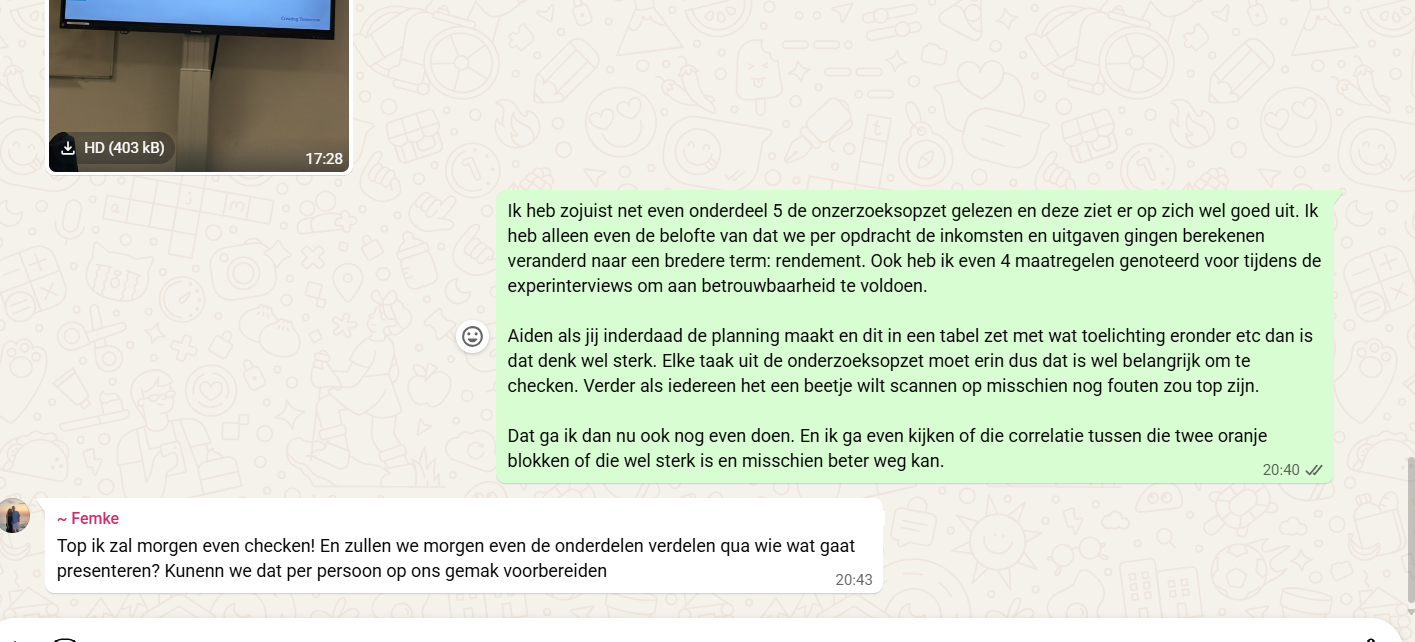 Creating Tomorrow
HD (403 kB)
17:28
Ik heb zojuist net even onderdeel 5 de onzerzoeksopzet gelezen en deze ziet er op zich wel goed uit. Ik
heb alleen even de belofte van dat we per opdracht de inkomsten en uitgaven gingen berekenen
veranderd naar een bredere term: rendement. Ook heb ik even 4 maatregelen genoteerd voor tijdens de
experinterviews om aan betrouwbaarheid te voldoen.
Aiden als jij inderdaad de planning maakt en dit in een tabel zet met wat toelichting eronder etc dan is
dat denk wel sterk. Elke taak uit de onderzoeksopzet moet erin dus dat is wel belangrijk om te
checken. Verder als iedereen het een beetje wilt scannen op misschien nog fouten zou top zijn.
Dat ga ik dan nu ook nog even doen. En ik ga even kijken of die correlatie tussen die twee oranje
blokken of die wel sterk is en misschien beter weg kan.
20:40
~ Femke
Top ik zal morgen even checken! En zullen we morgen even de onderdelen verdelen qua wie wat gaat
presenteren? Kunenn we dat per persoon op ons gemak voorbereiden
20:43